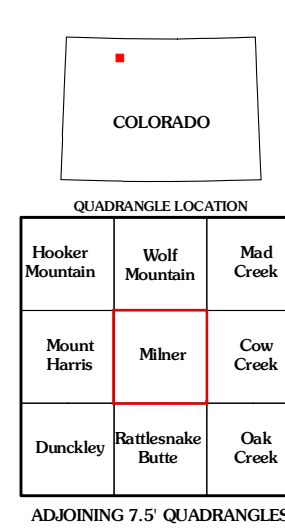 COLORADO
QUADRANGLE LOCATION
Hooker
Mountain
Wolf
Mountain
Mad
Creek
Mount
Harris
Milner
Cow
Creek
Dunckley
Rattlesnake
Butte
Oak
Creek
ADJOINING 7.5' QUADRANGLES